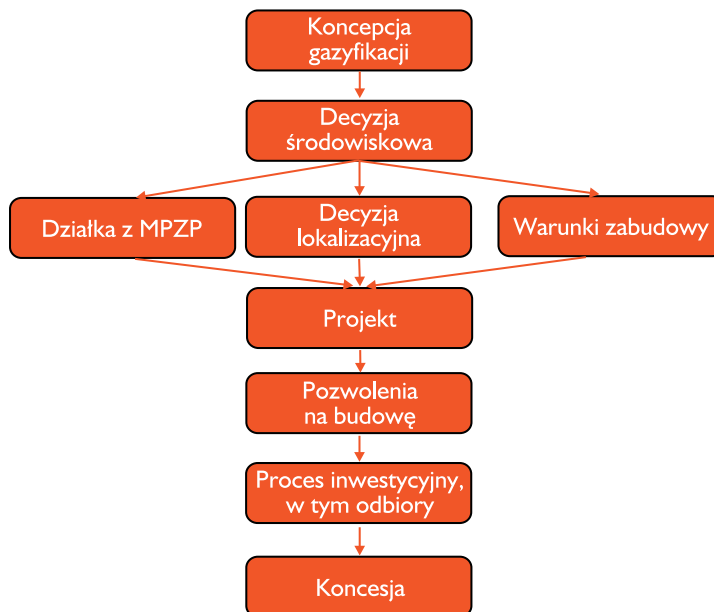 Koncepcja
gazyfikacji
Decyzja
środowiskowa
Działka z MPZP
Decyzja
lokalizacyjna
Warunki zabudowy
Projekt
Pozwolenia
na budowę
Proces inwestycyjny,
w tym odbiory
Koncesja